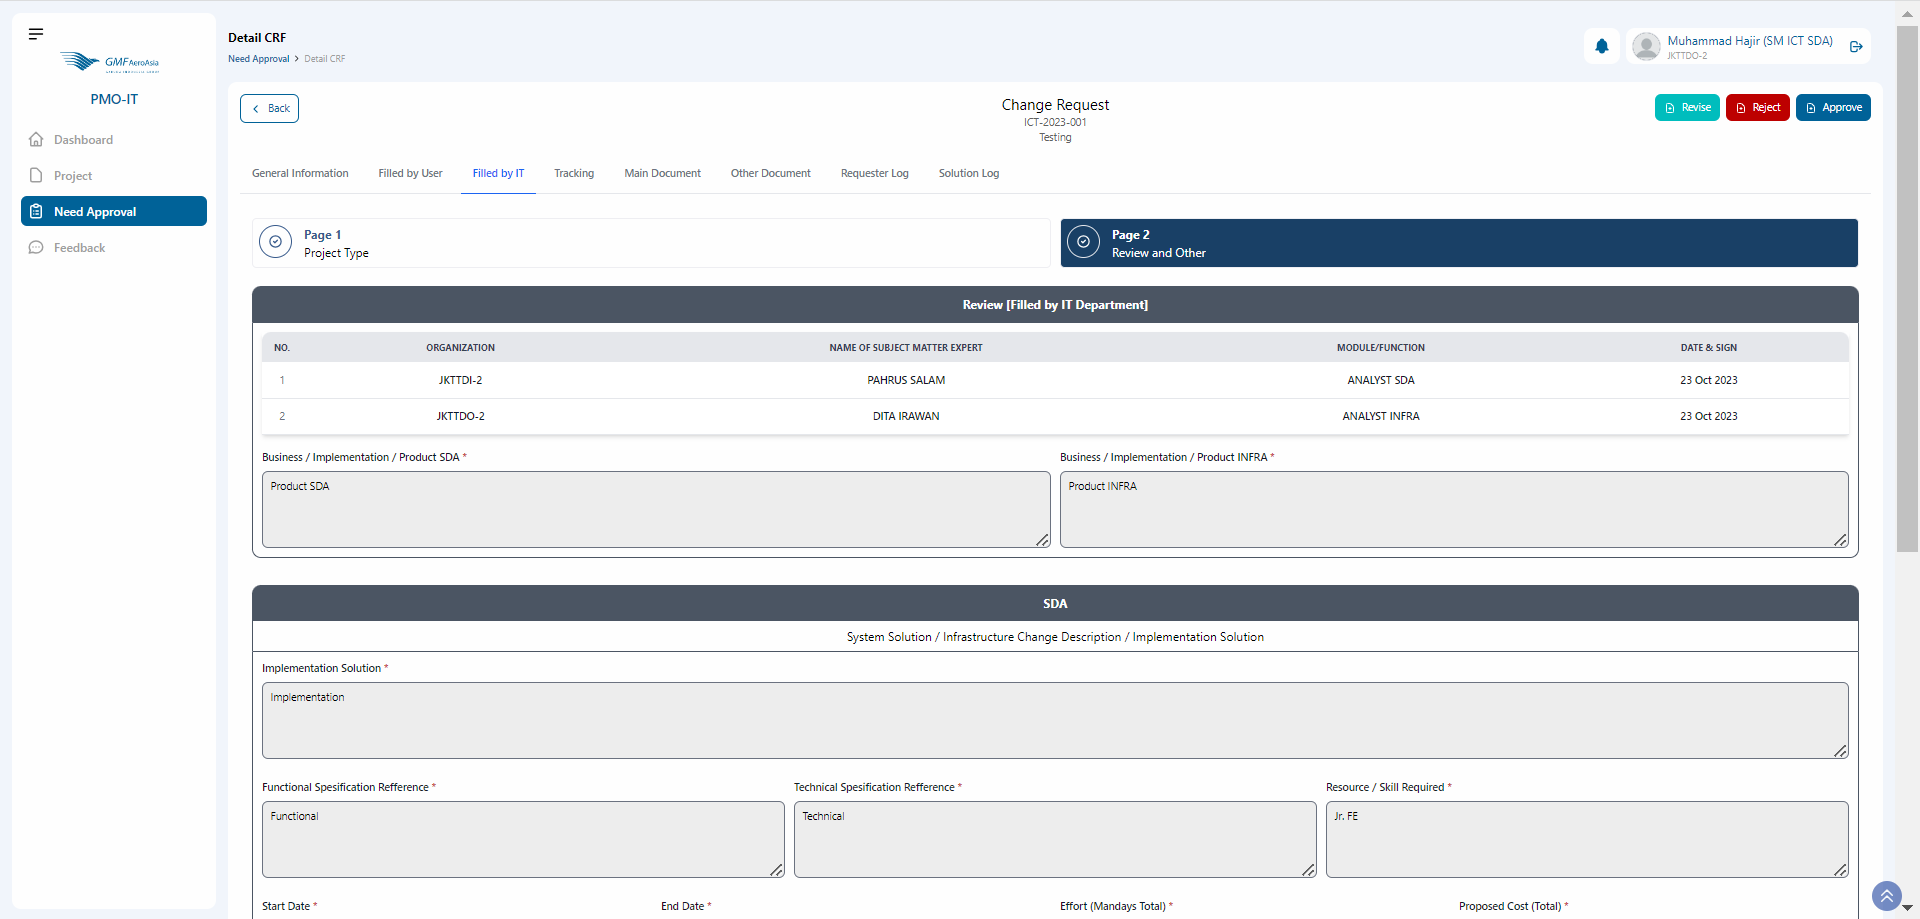 Detail CRF
Need Approval > Detail CRF
Muhammad Hajir (SM ICT SDA)
JKTTDO-2
GMF AeroAsia
PMO-IT
Dashboard
Project
Need Approval
Feedback
Back
Change Request
ICT-2023-001
Testing
Revise
Reject
Approve
General Information
Filled by User
Filled by IT
Tracking
Main Document
Other Document
Requester Log
Solution Log
Page 1
Project Type
Page 2
Review and Other
Review [Filled by IT Department]
NO. ORGANIZATION NAME OF SUBJECT MATTER EXPERT MODULE/FUNCTION DATE & SIGN
1 JKTTDI-2 PAHRUS SALAM ANALYST SDA 23 Oct 2023
2 JKTTDO-2 DITA IRAWAN ANALYST INFRA 23 Oct 2023
Business / Implementation / Product SDA *
Product SDA
Business / Implementation / Product INFRA *
Product INFRA
SDA
System Solution / Infrastructure Change Description / Implementation Solution
Implementation Solution *
Implementation
Functional Spesification Refference *
Functional
Technical Spesification Refference *
Technical
Resource / Skill Required *
Jr. FE
Start Date *
End Date *
Effort (Mandays Total) *
Proposed Cost (Total) *